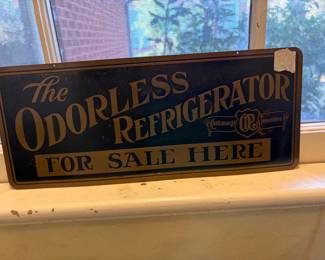 The
ODORLESS
REFRIGERATOR
FOR SALE HERE